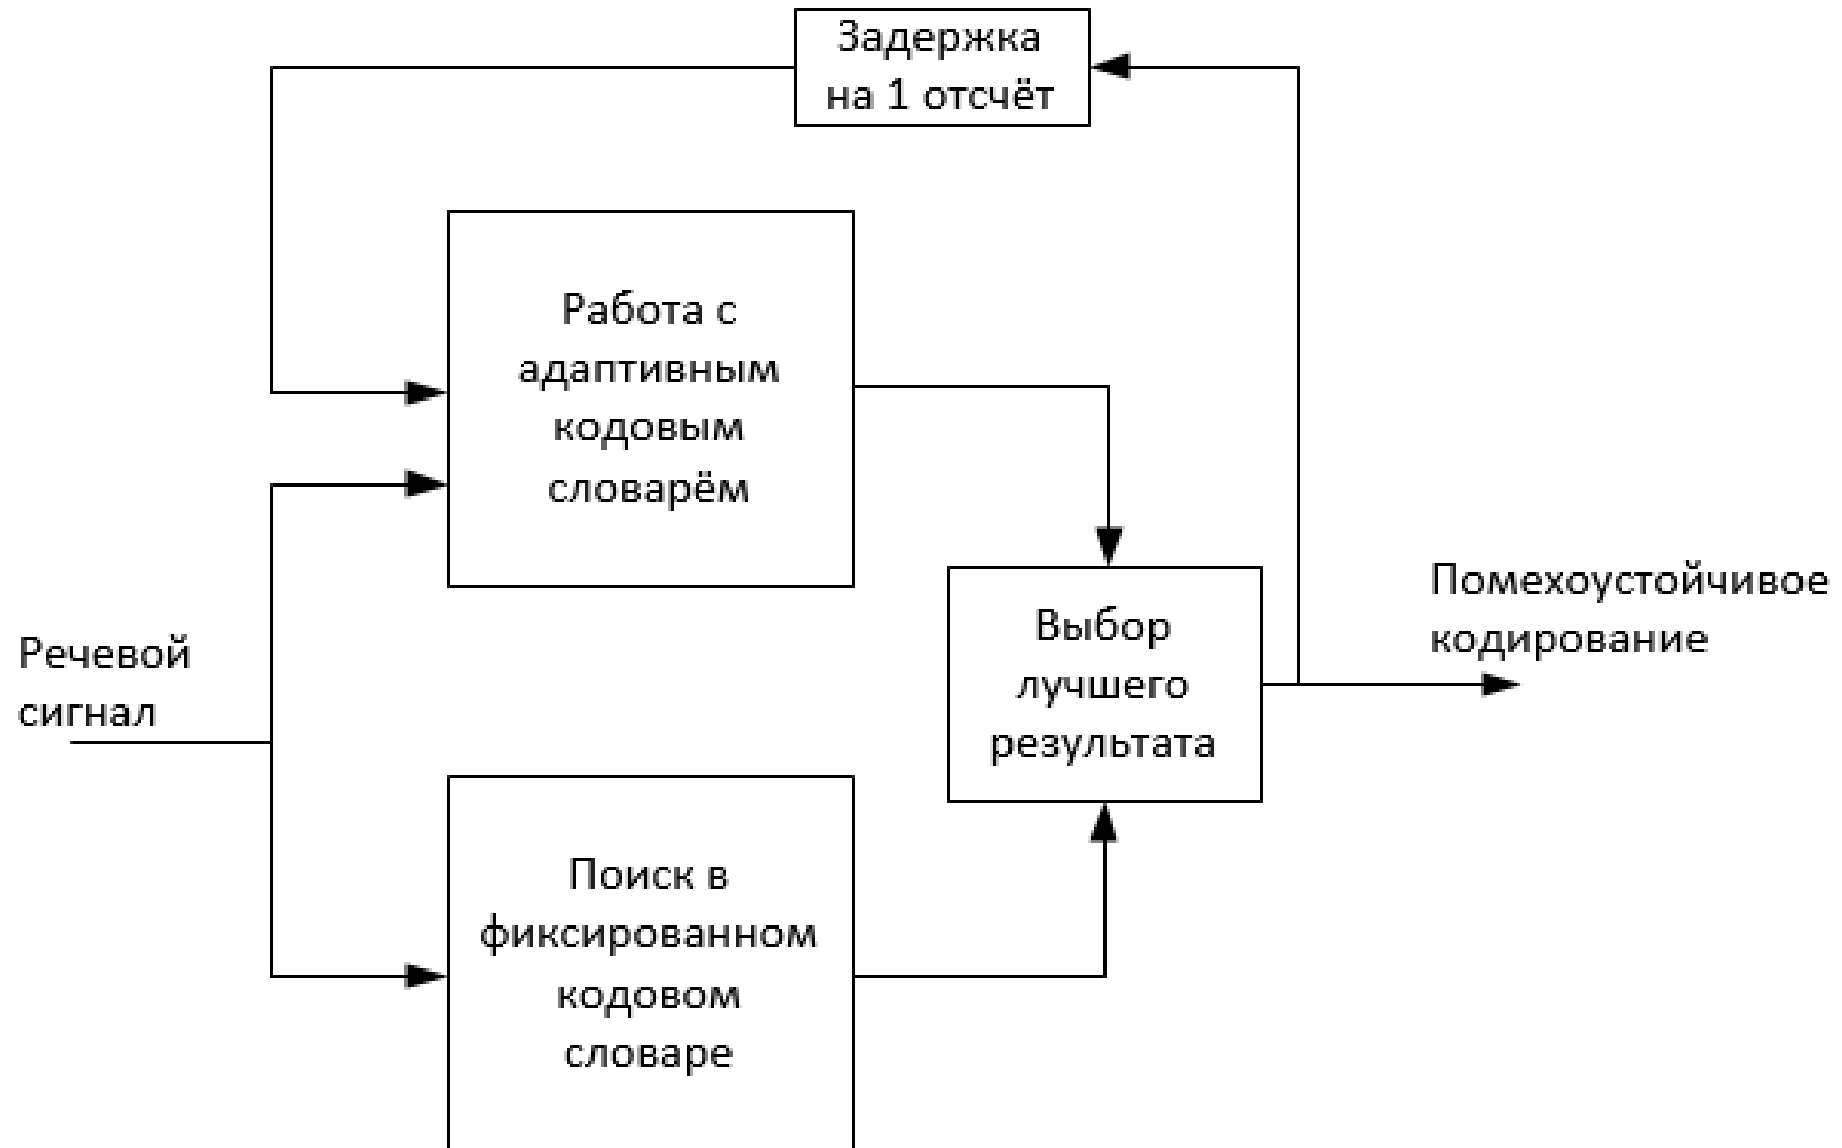 Задержка
на 1 отсчёт
Работа с
адаптивным
кодовым
словарём
Речевой
сигнал
Выбор
лучшего
результата
Помехоустойчивое
кодирование
Поиск в
фиксированном
кодовом
словаре